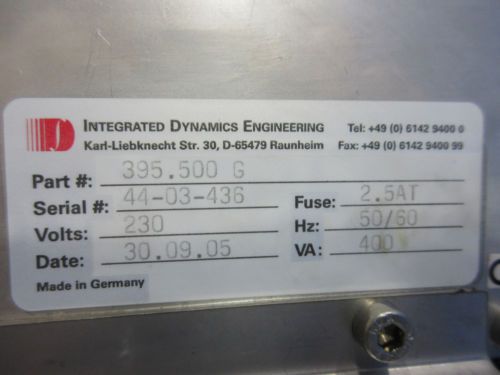 INTEGRATED DYNAMICS ENGINEERING Tel: +49 (0) 6142 9400 0
Karl-Liebknecht Str. 30, D-65479 Raunheim Fax: +49 (0) 6142 9400 99
Part #: 395.500 G
Serial #: 44-03-436 Fuse: 2.5AT
Volts: 230 Hz: 50/60
Date: 30.09.05 VA: 400
Made in Germany